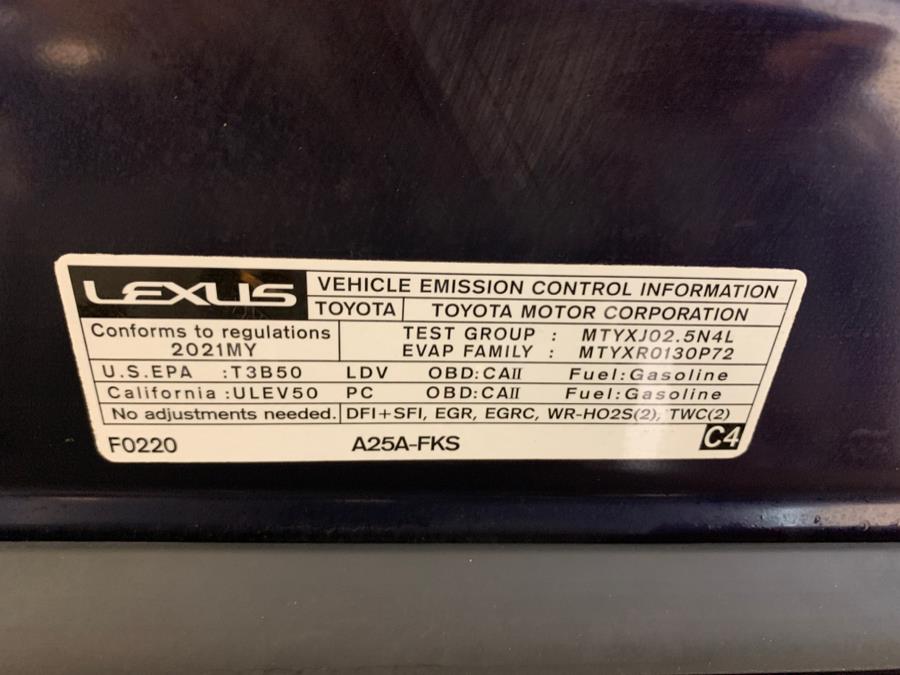 LEXUS
VEHICLE EMISSION CONTROL INFORMATION
TOYOTA TOYOTA MOTOR CORPORATION
Conforms to regulations
2021MY
TEST GROUP : MTYXJ02.5N4L
EVAP FAMILY : MTYXR0130P72
U.S.EPA :T3B50 LDV OBD:CAII Fuel:Gasoline
California :ULEV50 PC OBD:CAII Fuel:Gasoline
No adjustments needed. DFI+SFI, EGR, EGRC, WR-HO2S(2), TWC(2)
F0220 A25A-FKS C4